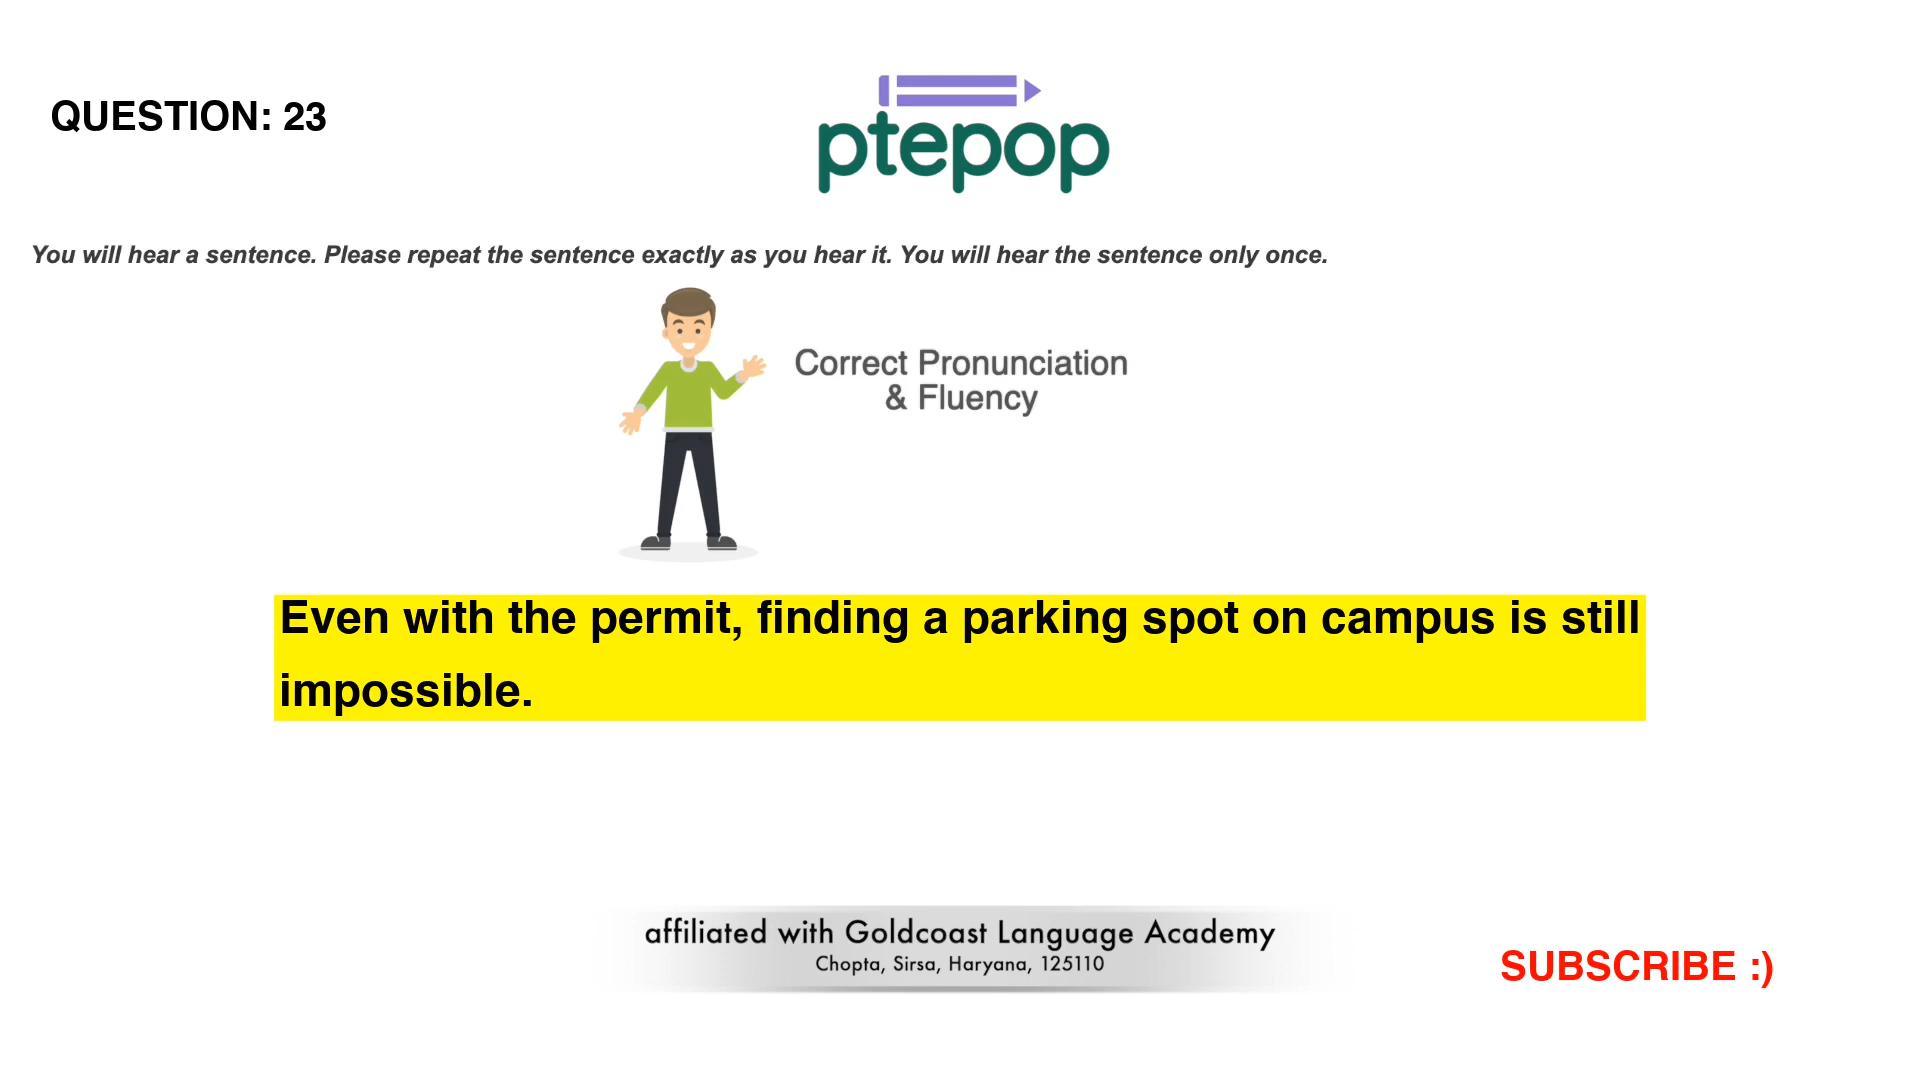 QUESTION: 23
ptepop
You will hear a sentence. Please repeat the sentence exactly as you hear it. You will hear the sentence only once.
Correct Pronunciation
& Fluency
Even with the permit, finding a parking spot on campus is still
impossible.
affiliated with Goldcoast Language Academy
Chopta, Sirsa, Haryana, 125110
SUBSCRIBE :)